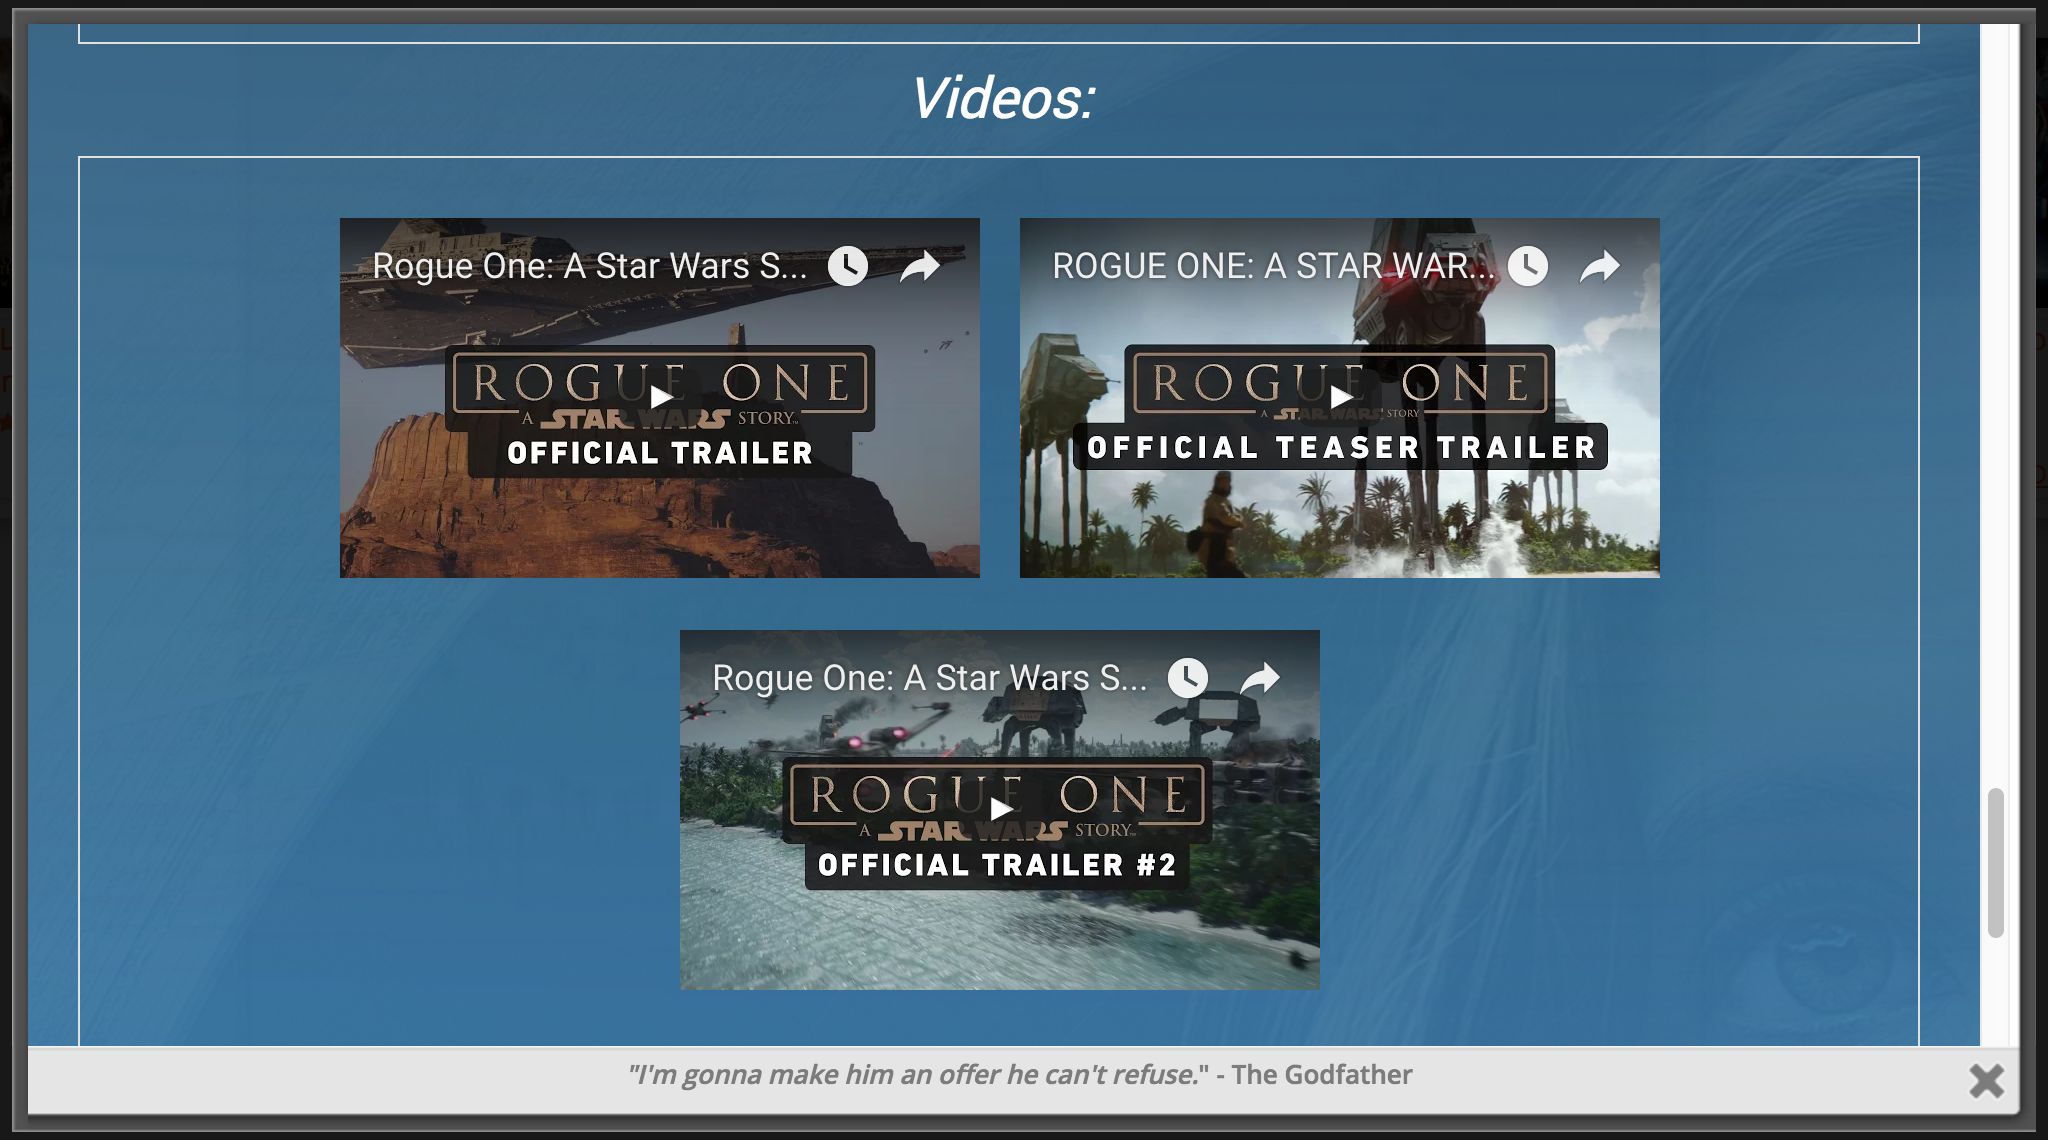 Videos:
Rogue One: A Star Wars S...
ROGUE ONE
A STAR WARS STORY
OFFICIAL TRAILER
ROGUE ONE: A STAR WAR...
ROGUE ONE
A STAR WARS STORY
OFFICIAL TEASER TRAILER
Rogue One: A Star Wars S...
ROGUE ONE
A STAR WARS STORY
OFFICIAL TRAILER #2
"I'm gonna make him an offer he can't refuse." - The Godfather